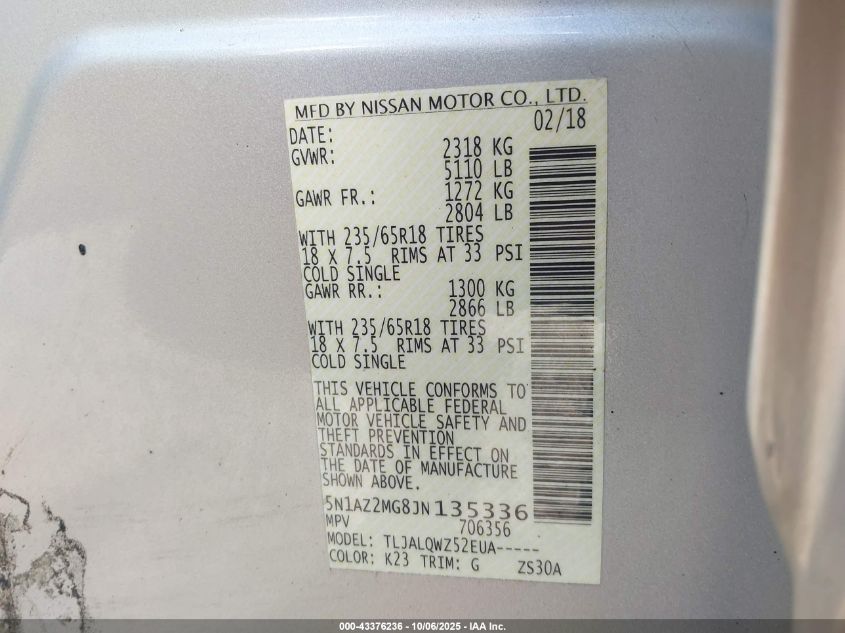 MFD BY NISSAN MOTOR CO., LTD.
DATE: 02/18
GVWR: 2318 KG
5110 LB
GAWR FR.: 1272 KG
2804 LB
WITH 235/65R18 TIRES
18 X 7.5 RIMS AT 33 PSI
COLD SINGLE
GAWR RR.: 1300 KG
2866 LB
WITH 235/65R18 TIRES
18 X 7.5 RIMS AT 33 PSI
COLD SINGLE
THIS VEHICLE CONFORMS TO
ALL APPLICABLE FEDERAL
MOTOR VEHICLE SAFETY AND
THEFT PREVENTION
STANDARDS IN EFFECT ON
THE DATE OF MANUFACTURE
SHOWN ABOVE.
5N1AZ2MG8JN135336
MPV 706356
MODEL: TLJALQWZ52EUA-----
COLOR: K23 TRIM: G ZS30A
000-43376236 - 10/06/2025 - IAA Inc.